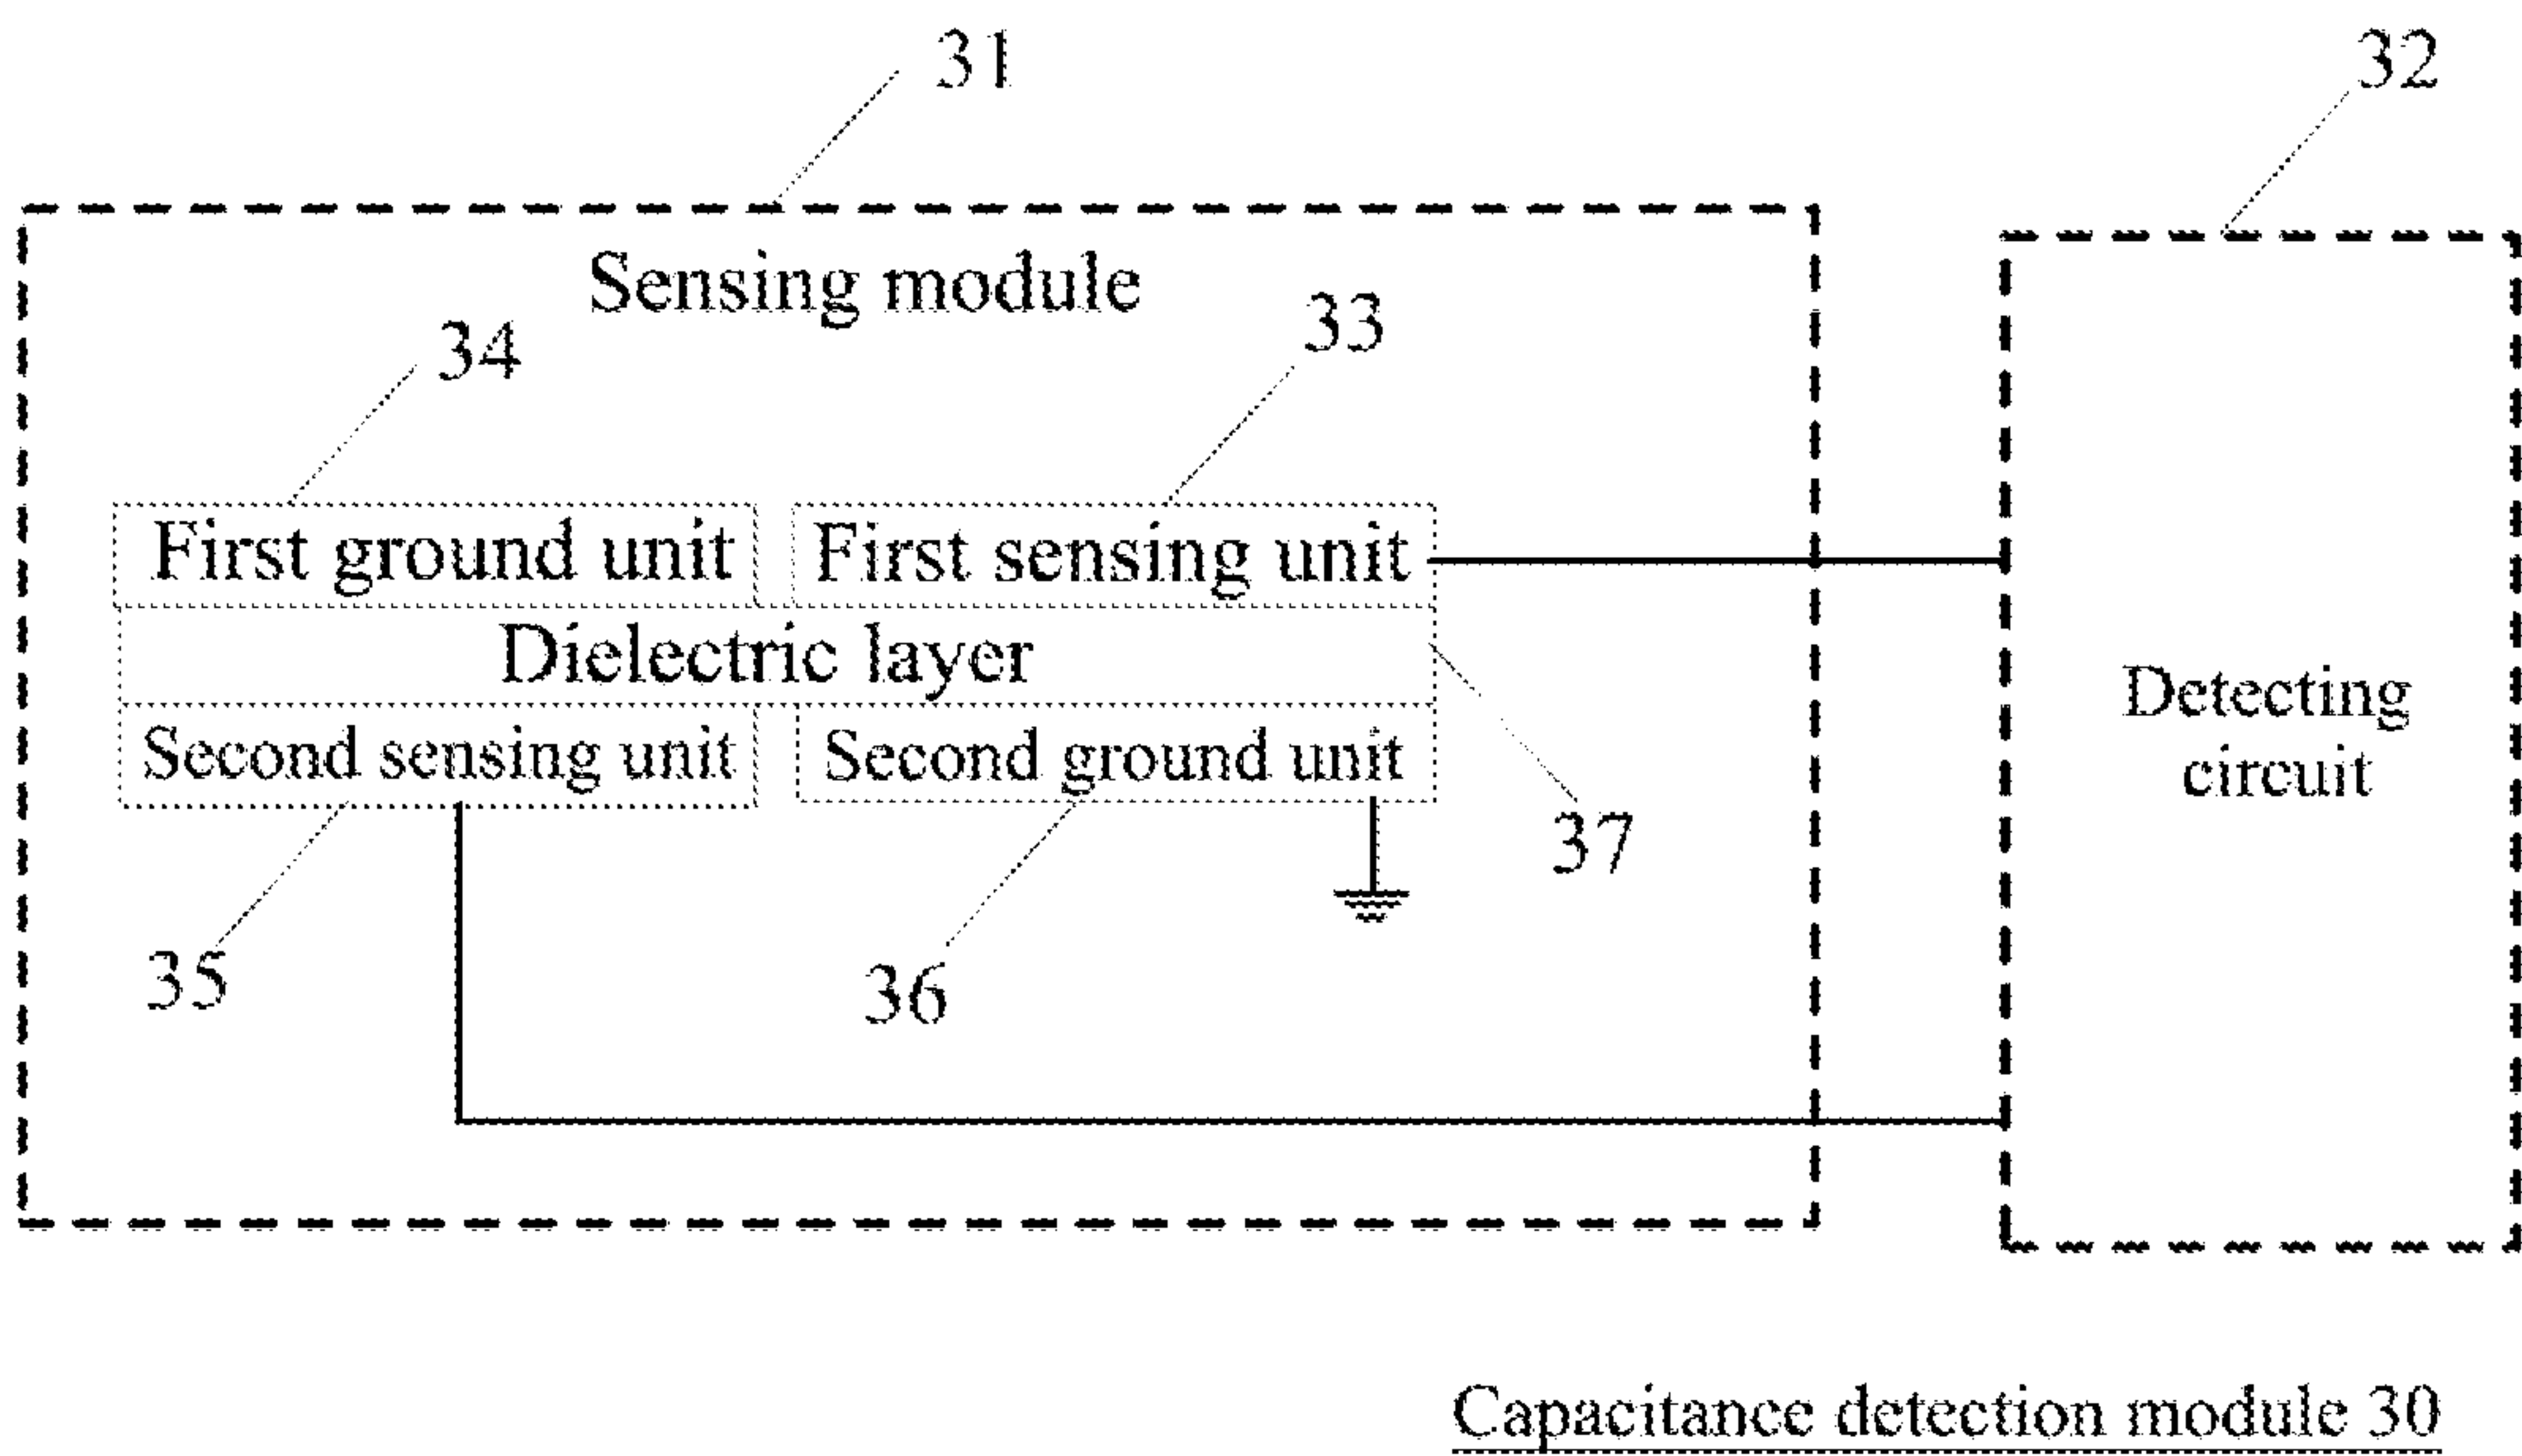 31
32
Sensing module
33
34
First ground unit
First sensing unit
Dielectric layer
Second sensing unit
Second ground unit
Detecting
circuit
37
35
36
Capacitance detection module 30